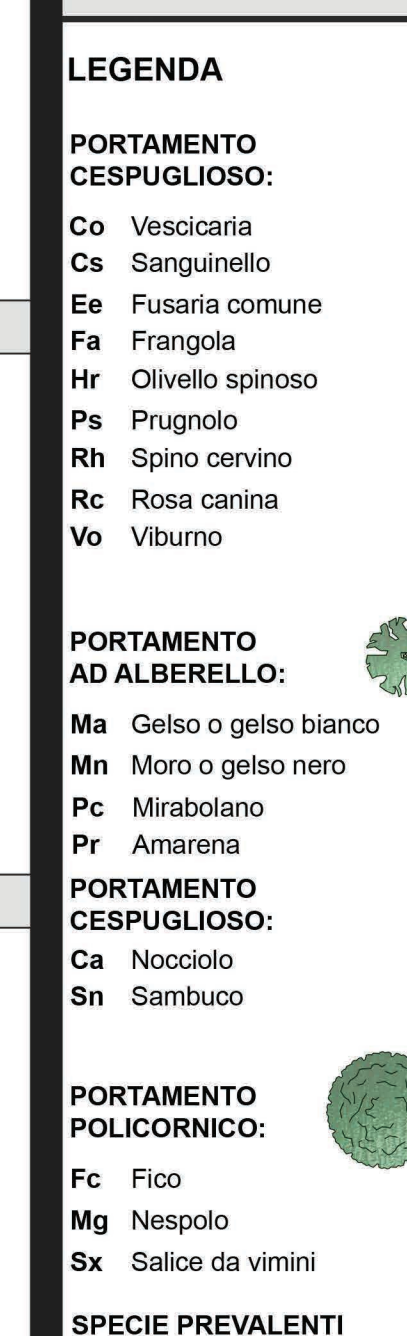 LEGENDA
PORTAMENTO
CESPUGLIOSO:
Co Vescicaria
Cs Sanguinello
Ee Fusaria comune
Fa Frangola
Hr Olivello spinoso
Ps Prugnolo
Rh Spino cervino
Rc Rosa canina
Vo Viburno
PORTAMENTO
AD ALBERELLO:
Ma Gelso o gelso bianco
Mn Moro o gelso nero
Pc Mirabolano
Pr Amarena
PORTAMENTO
CESPUGLIOSO:
Ca Nocciolo
Sn Sambuco
PORTAMENTO
POLICORNICO:
Fc Fico
Mg Nespolo
Sx Salice da vimini
SPECIE PREVALENTI